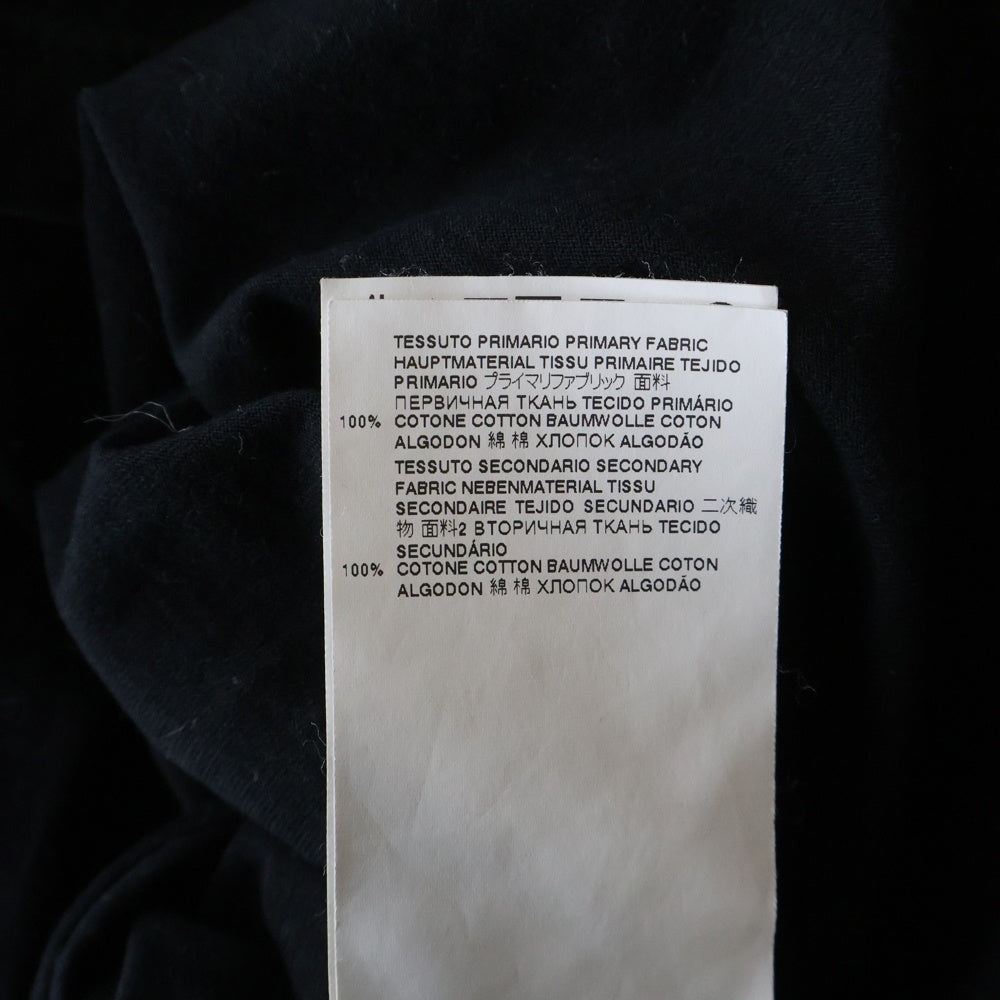 TESSUTO PRIMARIO PRIMARY FABRIC
HAUPTMATERIAL TISSU PRIMAIRE TEJIDO
PRIMARIO プライマリファブリック 面料
ПЕРВИЧНАЯ ТКАНЬ TECIDO PRIMÁRIO
100% COTONE COTTON BAUMWOLLE COTON
ALGODON 綿 棉 ХЛОПОК ALGODÃO
TESSUTO SECONDARIO SECONDARY
FABRIC NEBENMATERIAL TISSU
SECONDAIRE TEJIDO SECUNDARIO 二次織
物 面料2 ВТОРИЧНАЯ ТКАНЬ TECIDO
SECUNDÁRIO
100% COTONE COTTON BAUMWOLLE COTON
ALGODON 綿 棉 ХЛОПОК ALGODÃO